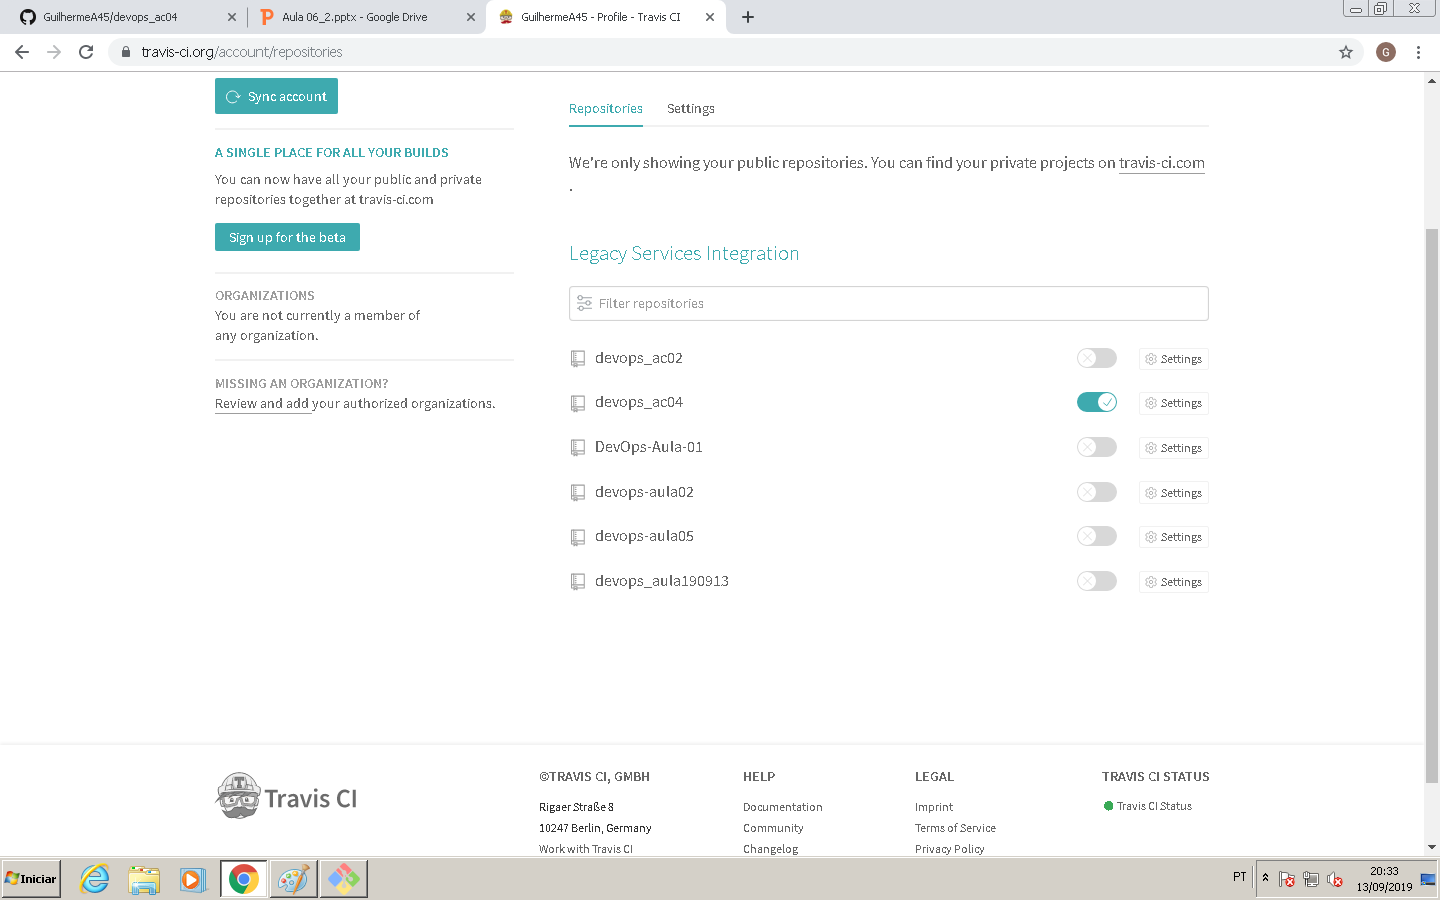 GuilhermeA45/devops_ac04
Aula 06_2.pptx - Google Drive
GuilhermeA45 - Profile - Travis CI
travis-ci.org/account/repositories
G
Sync account
A SINGLE PLACE FOR ALL YOUR BUILDS
You can now have all your public and private
repositories together at travis-ci.com
Sign up for the beta
ORGANIZATIONS
You are not currently a member of
any organization.
MISSING AN ORGANIZATION?
Review and add your authorized organizations.
Repositories Settings
We're only showing your public repositories. You can find your private projects on travis-ci.com
.
Legacy Services Integration
Filter repositories
devops_ac02 Settings
devops_ac04 Settings
DevOps-Aula-01 Settings
devops-aula02 Settings
devops-aula05 Settings
devops_aula190913 Settings
Travis CI
©TRAVIS CI, GMBH
Rigaer Straße 8
10247 Berlin, Germany
Work with Travis CI
HELP
Documentation
Community
Changelog
LEGAL
Imprint
Terms of Service
Privacy Policy
TRAVIS CI STATUS
Travis CI Status
Iniciar
PT
20:33
13/09/2019